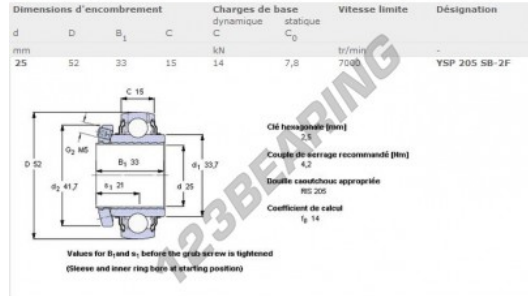 Dimensions d'encombrement Charges de base Vitesse limite Désignation
dynamique statique
d D B1 C C C0
mm kN tr/min -
25 52 33 15 14 7,8 7000 YSP 205 SB-2F
C 15
G2 M5
D 52
B1 33
d1 33,7
s1 21
d 25
d2 41,7
Clé hexagonale [mm]
2,5
Couple de serrage recommandé [Nm]
4,2
Douille caoutchouc appropriée
RIS 205
Coefficient de calcul
f0 14
Values for B1 and s1 before the grub screw is tightened
(Sleeve and inner ring bore at starting position)
123BEARING